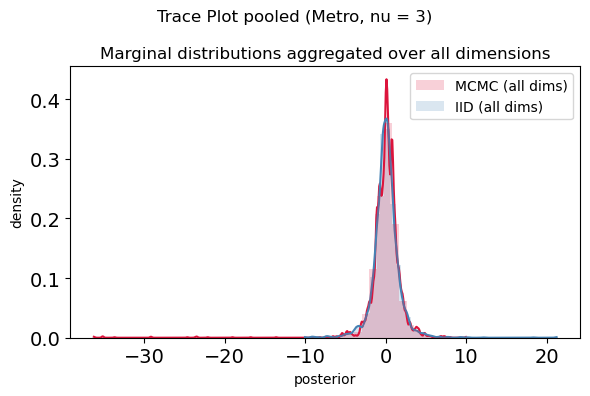 Trace Plot pooled (Metro, nu = 3)
Marginal distributions aggregated over all dimensions
MCMC (all dims)
IID (all dims)
density
0.4
0.3
0.2
0.1
0.0
−30 −20 −10 0 10 20
posterior